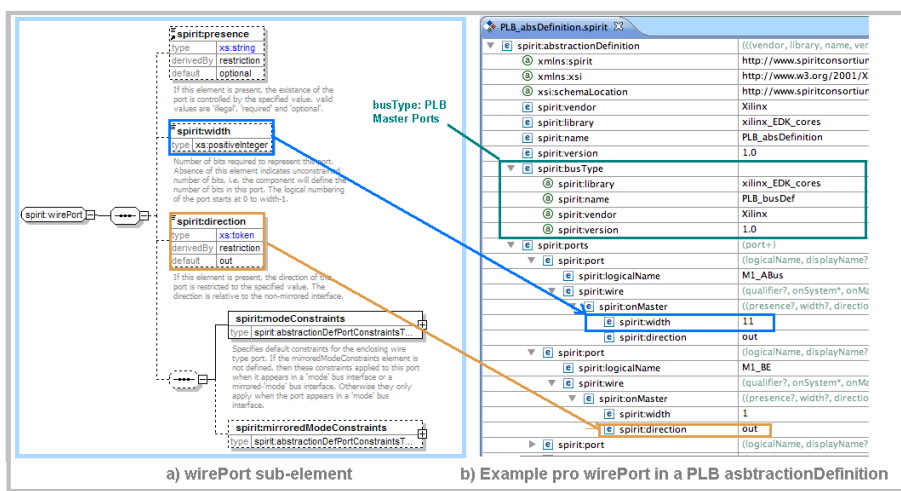 spirit:presence
type xs:string
derivedBy restriction
default optional
If this element is present, the existance of the
port is controlled by the specified value. valid
values are 'illegal', 'required' and 'optional'.
spirit:width
type xs:positiveInteger
Number of bits required to represent this port.
Absence of this element indicates unconstrained
number of bits, i.e. the component will define the
number of bits in this port. The logical numbering
of the port starts at 0 to width-1.
spirit:wirePort
spirit:direction
type xs:token
derivedBy restriction
default out
If this element is present, the direction of this
port is restricted to the specified value. The
direction is relative to the non-mirrored interface.
spirit:modeConstraints
type spirit:abstractionDefPortConstraintsT...
Specifies default constraints for the enclosing wire
type port. If the mirroredModeConstraints element is
not defined, then these constraints applied to this port
when it appears in a 'mode' bus interface or a
mirrored-'mode' bus interface. Otherwise they only
apply when the port appears in a 'mode' bus
interface.
spirit:mirroredModeConstraints
type spirit:abstractionDefPortConstraintsT...
a) wirePort sub-element
busType: PLB
Master Ports
PLB_absDefinition.spirit
spirit:abstractionDefinition (((vendor, library, name, ver
xmlns:spirit http://www.spiritconsortiun
xmlns:xsi http://www.w3.org/2001/X
xsi:schemaLocation http://www.spiritconsortiun
spirit:vendor Xilinx
spirit:library xilinx_EDK_cores
spirit:name PLB_absDefinition
spirit:version 1.0
spirit:busType
spirit:library xilinx_EDK_cores
spirit:name PLB_busDef
spirit:vendor Xilinx
spirit:version 1.0
spirit:ports (port+)
spirit:port (logicalName, displayName?
spirit:logicalName M1_ABus
spirit:wire (qualifier?, onSystem*, onMa
spirit:onMaster ((presence?, width?, directio
spirit:width 11
spirit:direction out
spirit:port (logicalName, displayName?
spirit:logicalName M1_BE
spirit:wire (qualifier?, onSystem*, onMa
spirit:onMaster ((presence?, width?, directio
spirit:width 1
spirit:direction out
spirit:port (logicalName, displayName?
b) Example pro wirePort in a PLB asbtractionDefinition